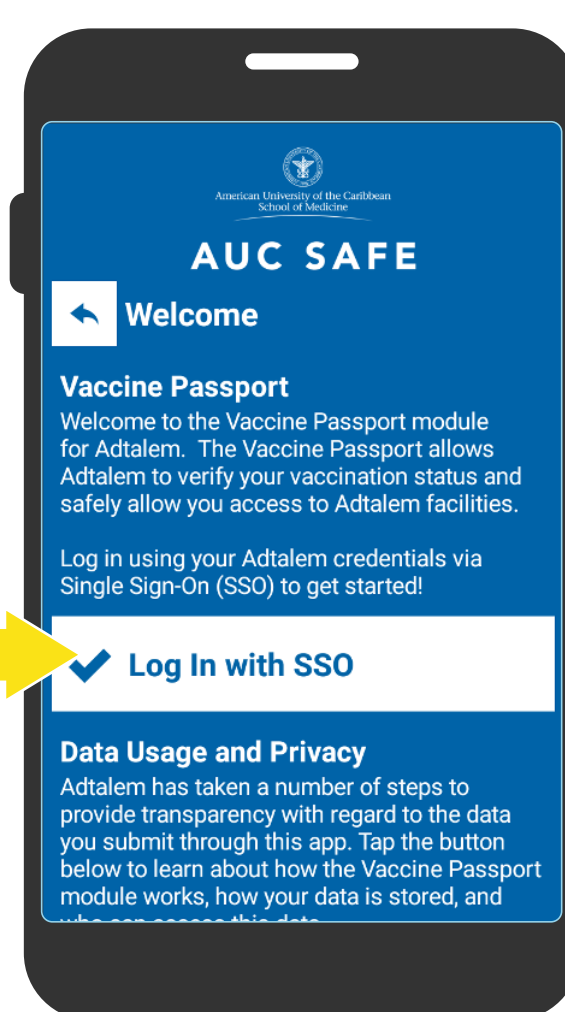 American University of the Caribbean
School of Medicine
AUC SAFE
Welcome
Vaccine Passport
Welcome to the Vaccine Passport module
for Adtalem.  The Vaccine Passport allows
Adtalem to verify your vaccination status and
safely allow you access to Adtalem facilities.
Log in using your Adtalem credentials via
Single Sign-On (SSO) to get started!
Log In with SSO
Data Usage and Privacy
Adtalem has taken a number of steps to
provide transparency with regard to the data
you submit through this app. Tap the button
below to learn about how the Vaccine Passport
module works, how your data is stored, and
who can access this data